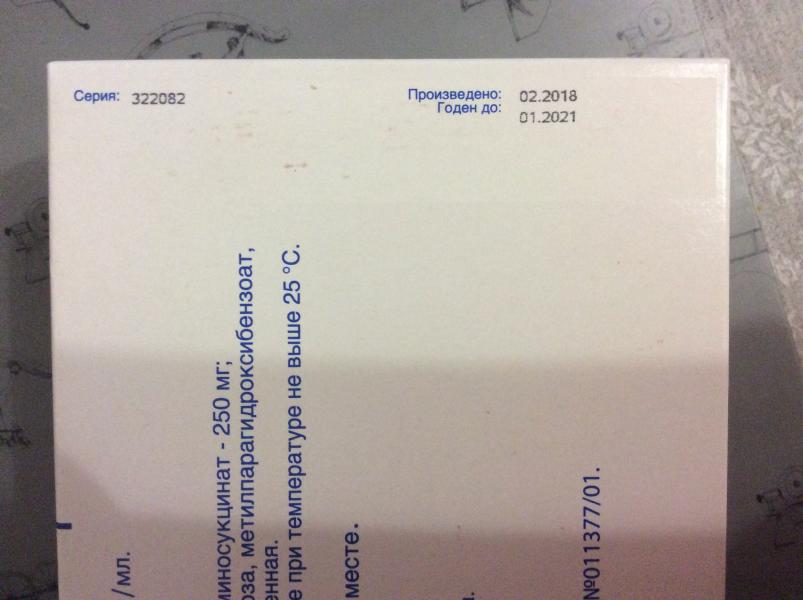 Серия: 322082
Произведено: 02.2018
Годен до: 01.2021
/мл.
миносукцинат - 250 мг;
оза, метилпарагидроксибензоат,
енная.
е при температуре не выше 25 °С.
месте.
№011377/01.